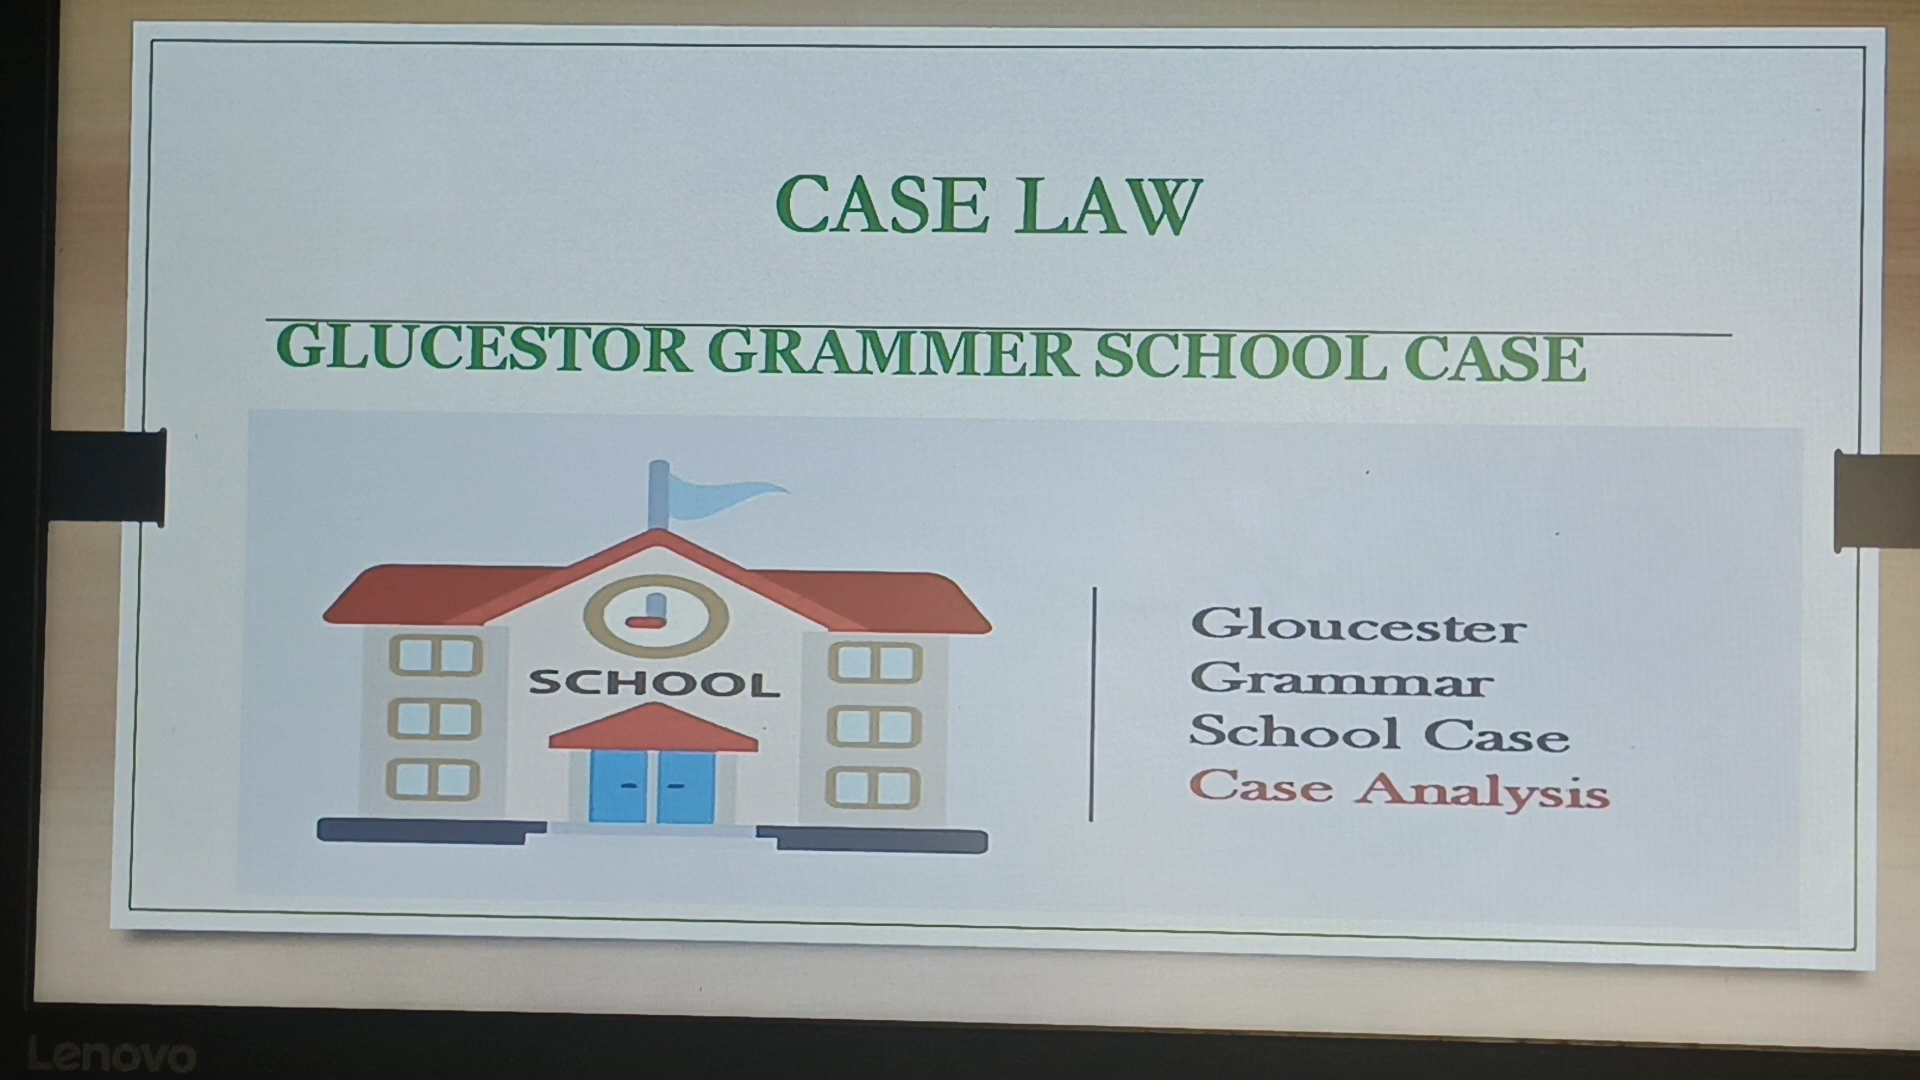 CASE LAW
GLUCESTOR GRAMMER SCHOOL CASE
SCHOOL
Gloucester
Grammar
School Case
Case Analysis
Lenovo